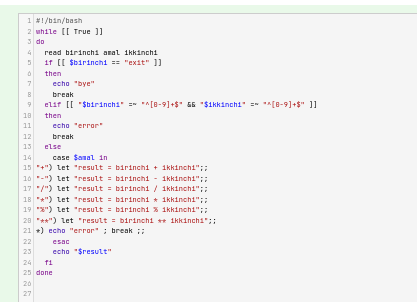 1 #!/bin/bash
2 while [[ True ]]
3 do
4 read birinchi amal ikkinchi
5 if [[ $birinchi == "exit" ]]
6 then
7 echo "bye"
8 break
9 elif [[ "$birinchi" =~ "^[0-9]+$" && "$ikkinchi" =~ "^[0-9]+$" ]]
10 then
11 echo "error"
12 break
13 else
14 case $amal in
15 "+") let "result = birinchi + ikkinchi";;
16 "-") let "result = birinchi - ikkinchi";;
17 "/") let "result = birinchi / ikkinchi";;
18 "*") let "result = birinchi * ikkinchi";;
19 "%") let "result = birinchi % ikkinchi";;
20 "**") let "result = birinchi ** ikkinchi";;
21 *) echo "error" ; break ;;
22 esac
23 echo "$result"
24 fi
25 done
26
27